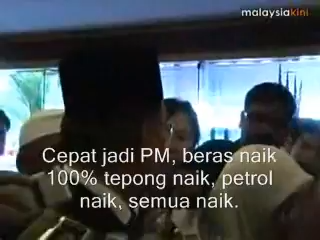 malaysiakini
Cepat jadi PM, beras naik
100% tepong naik, petrol
naik, semua naik.